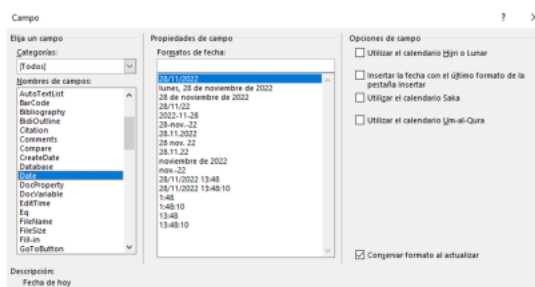 Campo
?
X
Elija un campo
Categorías:
[Todos]
Nombres de campos:
AutoTextList
BarCode
Bibliography
BidiOutline
Citation
Comments
Compare
CreateDate
Database
Date
DocProperty
DocVariable
EditTime
Eq
FileName
FileSize
Fill-in
GoToButton
Propiedades de campo
Formatos de fecha:
28/11/2022
lunes, 28 de noviembre de 2022
28 de noviembre de 2022
28/11/22
2022-11-28
28-nov.-22
28.11.2022
28 nov. 22
28.11.22
noviembre de 2022
nov.-22
28/11/2022 13:48
28/11/2022 13:48:10
1:48
1:48:10
13:48
13:48:10
Opciones de campo
Utilizar el calendario Hijri o Lunar
Insertar la fecha con el último formato de la
pestaña Insertar
Utilizar el calendario Saka
Utilizar el calendario Um-al-Qura
Conservar formato al actualizar
Descripción:
Fecha de hoy